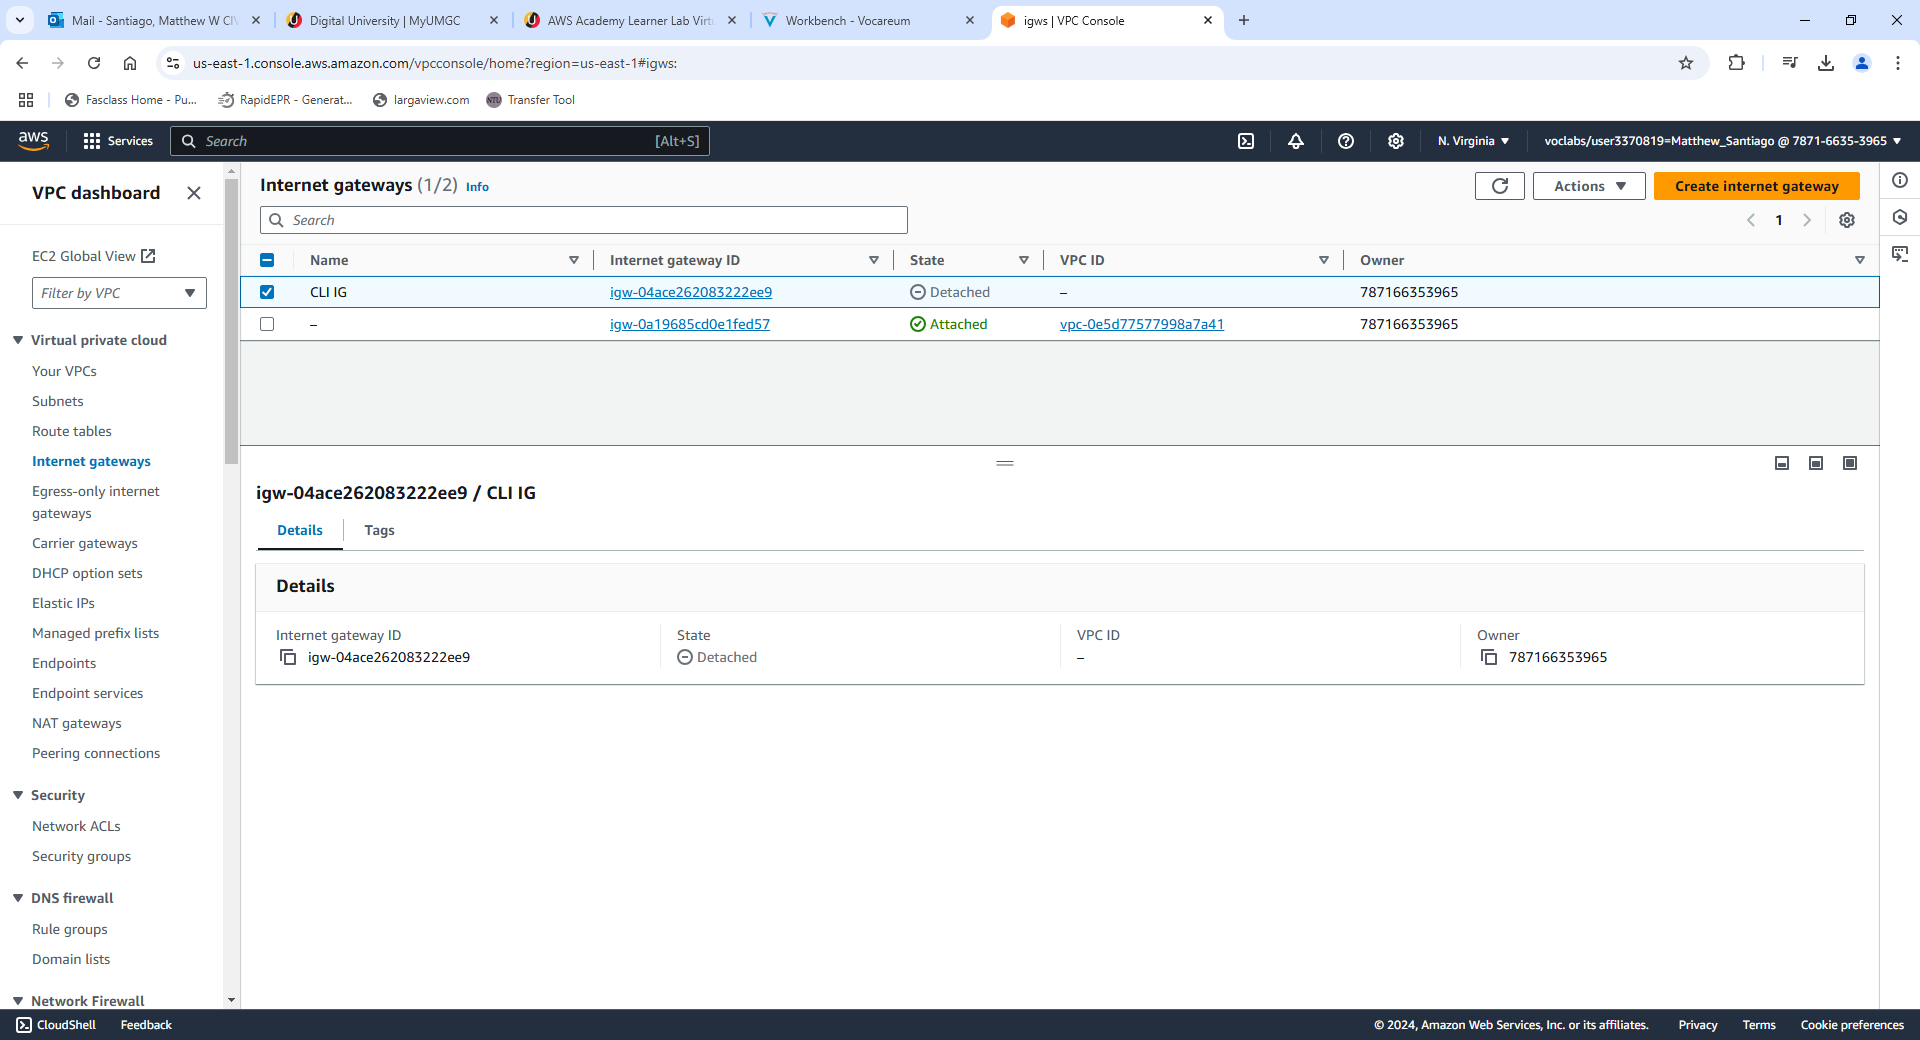 Mail - Santiago, Matthew W CIV
Digital University | MyUMGC
AWS Academy Learner Lab Virtu
Workbench - Vocareum
igws | VPC Console
us-east-1.console.aws.amazon.com/vpcconsole/home?region=us-east-1#igws:
Fasclass Home - Pu...
RapidEPR - Generat...
largaview.com
NTU
Transfer Tool
aws
Services
Search
[Alt+S]
N. Virginia
voclabs/user3370819=Matthew_Santiago @ 7871-6635-3965
VPC dashboard
EC2 Global View
Filter by VPC
Virtual private cloud
Your VPCs
Subnets
Route tables
Internet gateways
Egress-only internet
gateways
Carrier gateways
DHCP option sets
Elastic IPs
Managed prefix lists
Endpoints
Endpoint services
NAT gateways
Peering connections
Security
Network ACLs
Security groups
DNS firewall
Rule groups
Domain lists
Network Firewall
Internet gateways (1/2) Info
Actions
Create internet gateway
Search
1
Name Internet gateway ID State VPC ID Owner
CLI IG igw-04ace262083222ee9 Detached – 787166353965
– igw-0a19685cd0e1fed57 Attached vpc-0e5d77577998a7a41 787166353965
igw-04ace262083222ee9 / CLI IG
Details Tags
Details
Internet gateway ID State VPC ID Owner
igw-04ace262083222ee9 Detached – 787166353965
CloudShell Feedback © 2024, Amazon Web Services, Inc. or its affiliates. Privacy Terms Cookie preferences